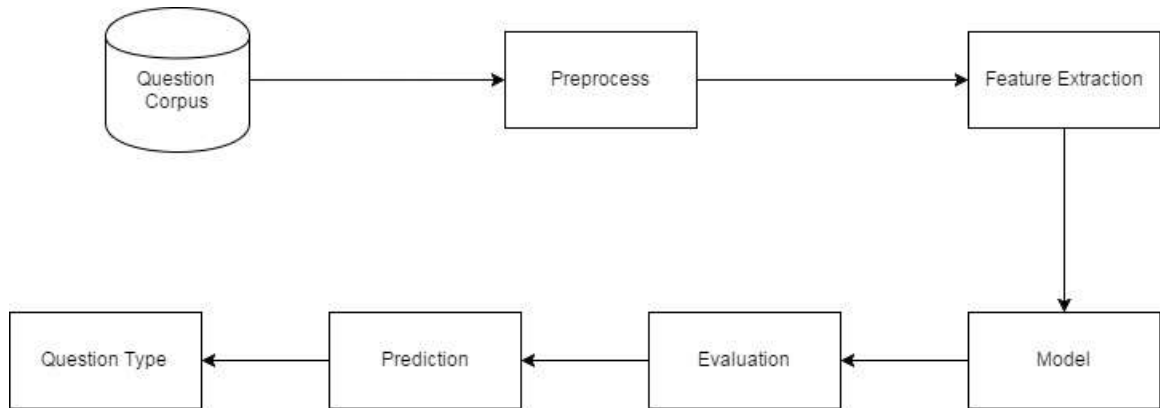 Question
Corpus
Preprocess
Feature Extraction
Question Type
Prediction
Evaluation
Model